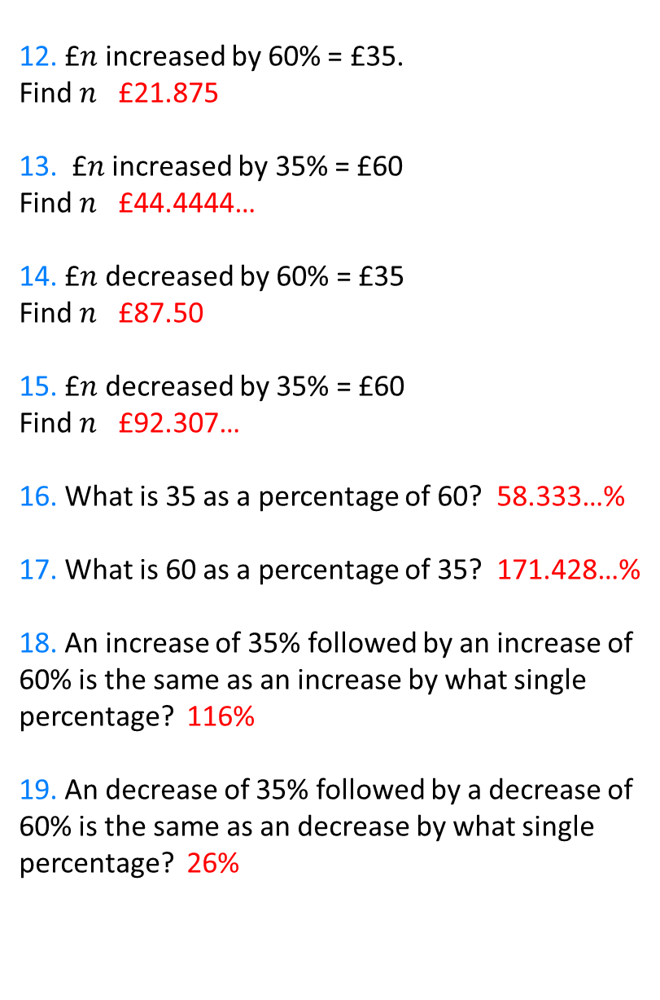 12. £n increased by 60% = £35.
Find n £21.875
13. £n increased by 35% = £60
Find n £44.4444...
14. £n decreased by 60% = £35
Find n £87.50
15. £n decreased by 35% = £60
Find n £92.307...
16. What is 35 as a percentage of 60? 58.333...%
17. What is 60 as a percentage of 35? 171.428...%
18. An increase of 35% followed by an increase of
60% is the same as an increase by what single
percentage? 116%
19. An decrease of 35% followed by a decrease of
60% is the same as an decrease by what single
percentage? 26%